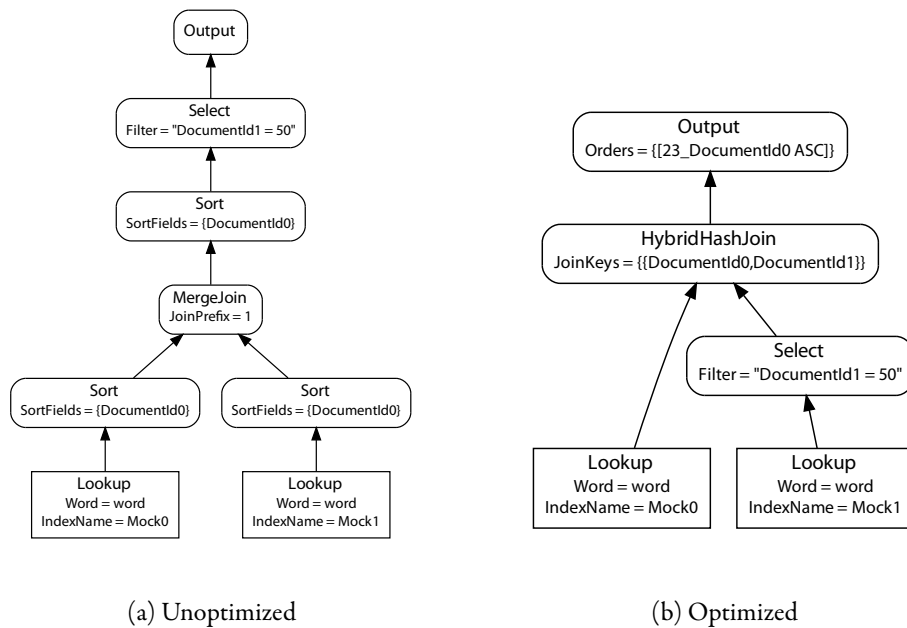 Output
Select
Filter = "DocumentId1 = 50"
Sort
SortFields = {DocumentId0}
MergeJoin
JoinPrefix = 1
Sort
SortFields = {DocumentId0}
Sort
SortFields = {DocumentId0}
Lookup
Word = word
IndexName = Mock0
Lookup
Word = word
IndexName = Mock1
(a) Unoptimized
Output
Orders = {[23_DocumentId0 ASC]}
HybridHashJoin
JoinKeys = {{DocumentId0,DocumentId1}}
Select
Filter = "DocumentId1 = 50"
Lookup
Word = word
IndexName = Mock0
Lookup
Word = word
IndexName = Mock1
(b) Optimized